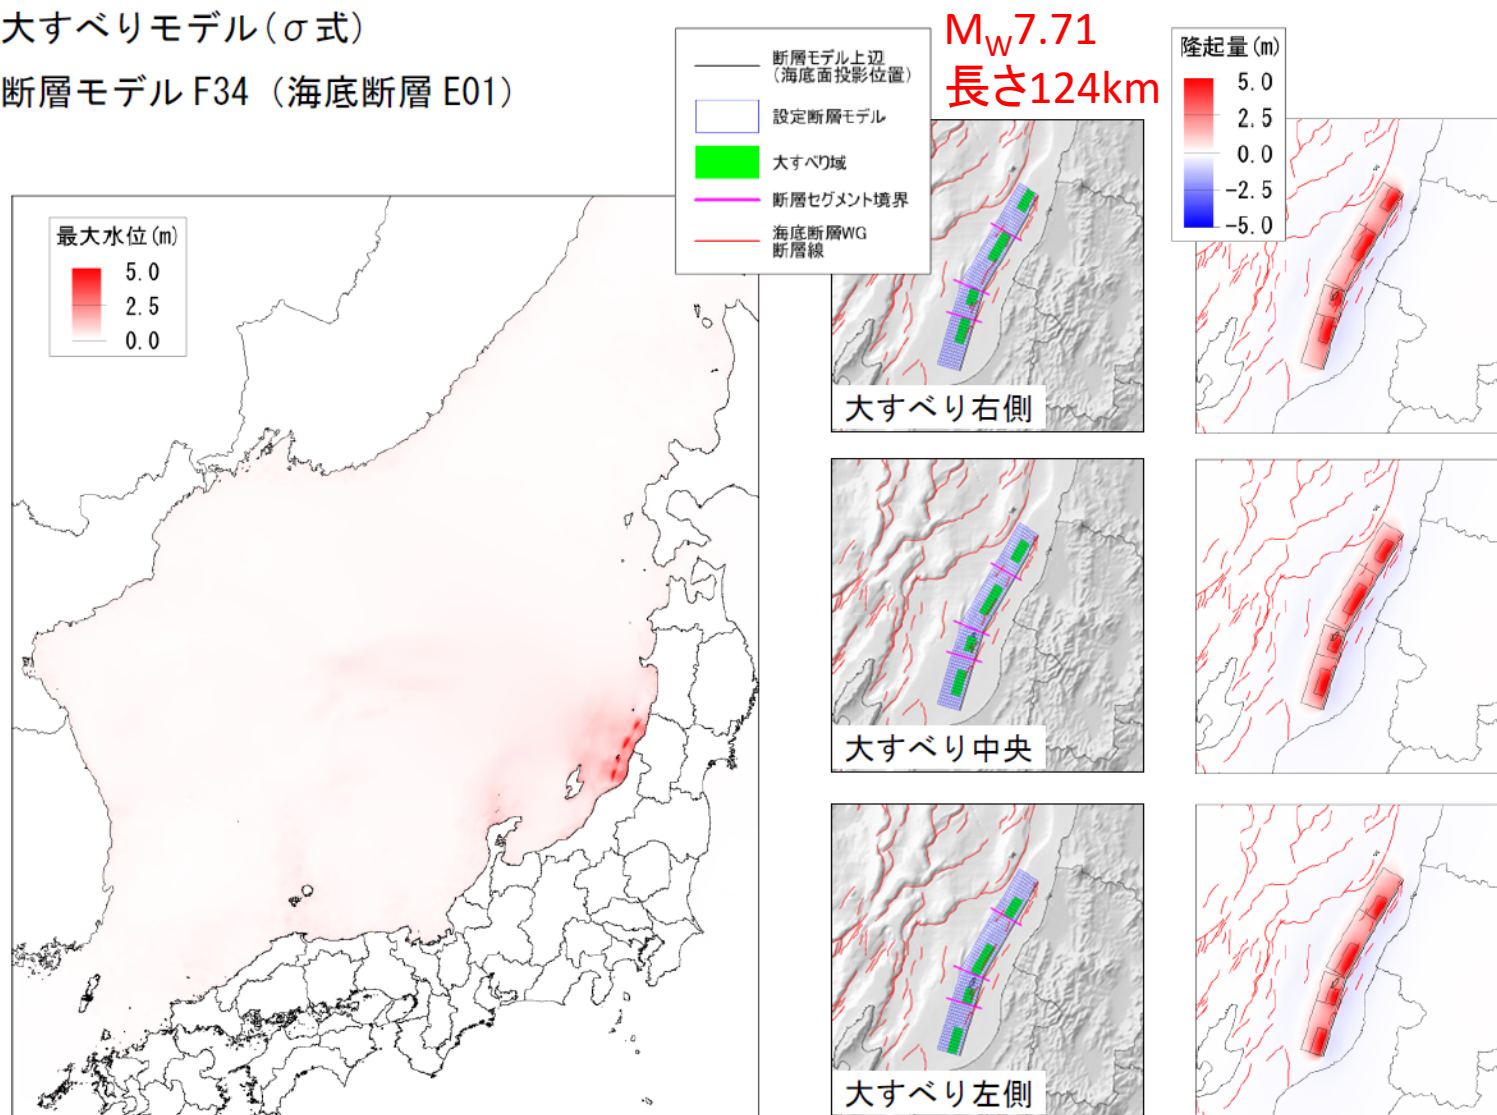 大すべりモデル(σ式)
断層モデル F34 (海底断層 E01)
最大水位(m)
5.0
2.5
0.0
断層モデル上辺
(海底面投影位置)
設定断層モデル
大すべり域
断層セグメント境界
海底断層WG
断層線
MW7.71
長さ124km
隆起量(m)
5.0
2.5
0.0
-2.5
-5.0
大すべり右側
大すべり中央
大すべり左側